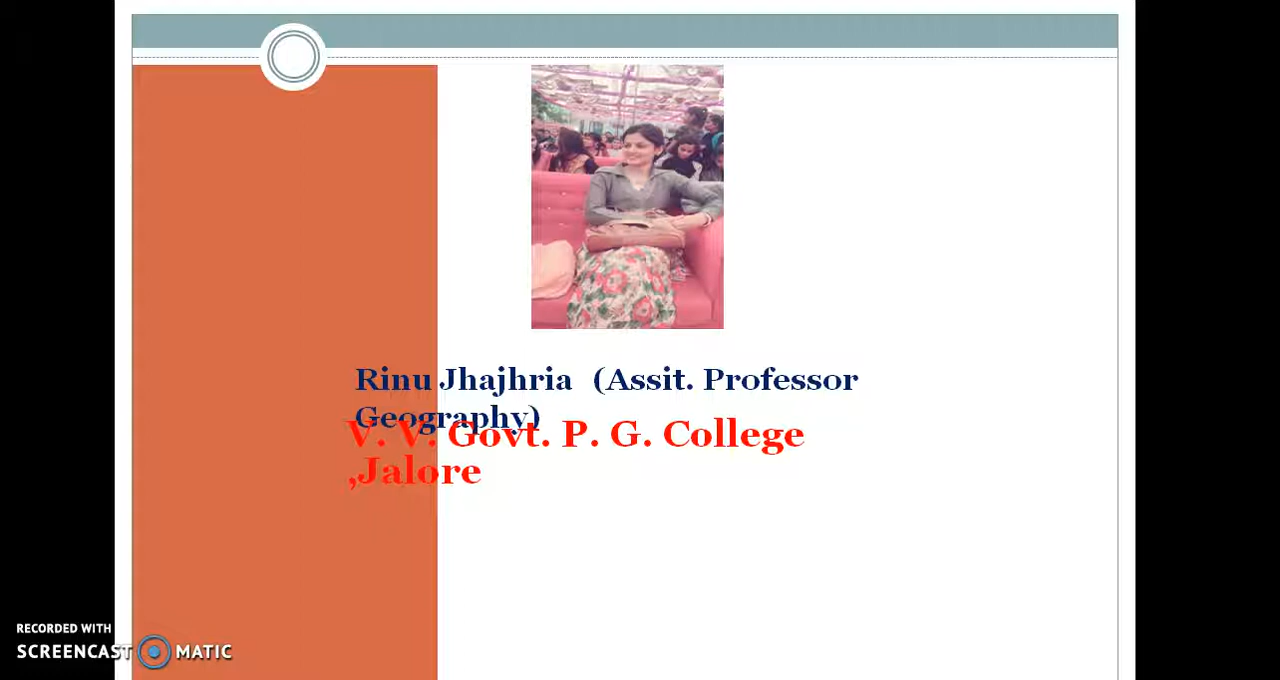 Rinu Jhajhria (Assit. Professor
Geography)
V. V. Govt. P. G. College
,Jalore
RECORDED WITH
SCREENCAST MATIC